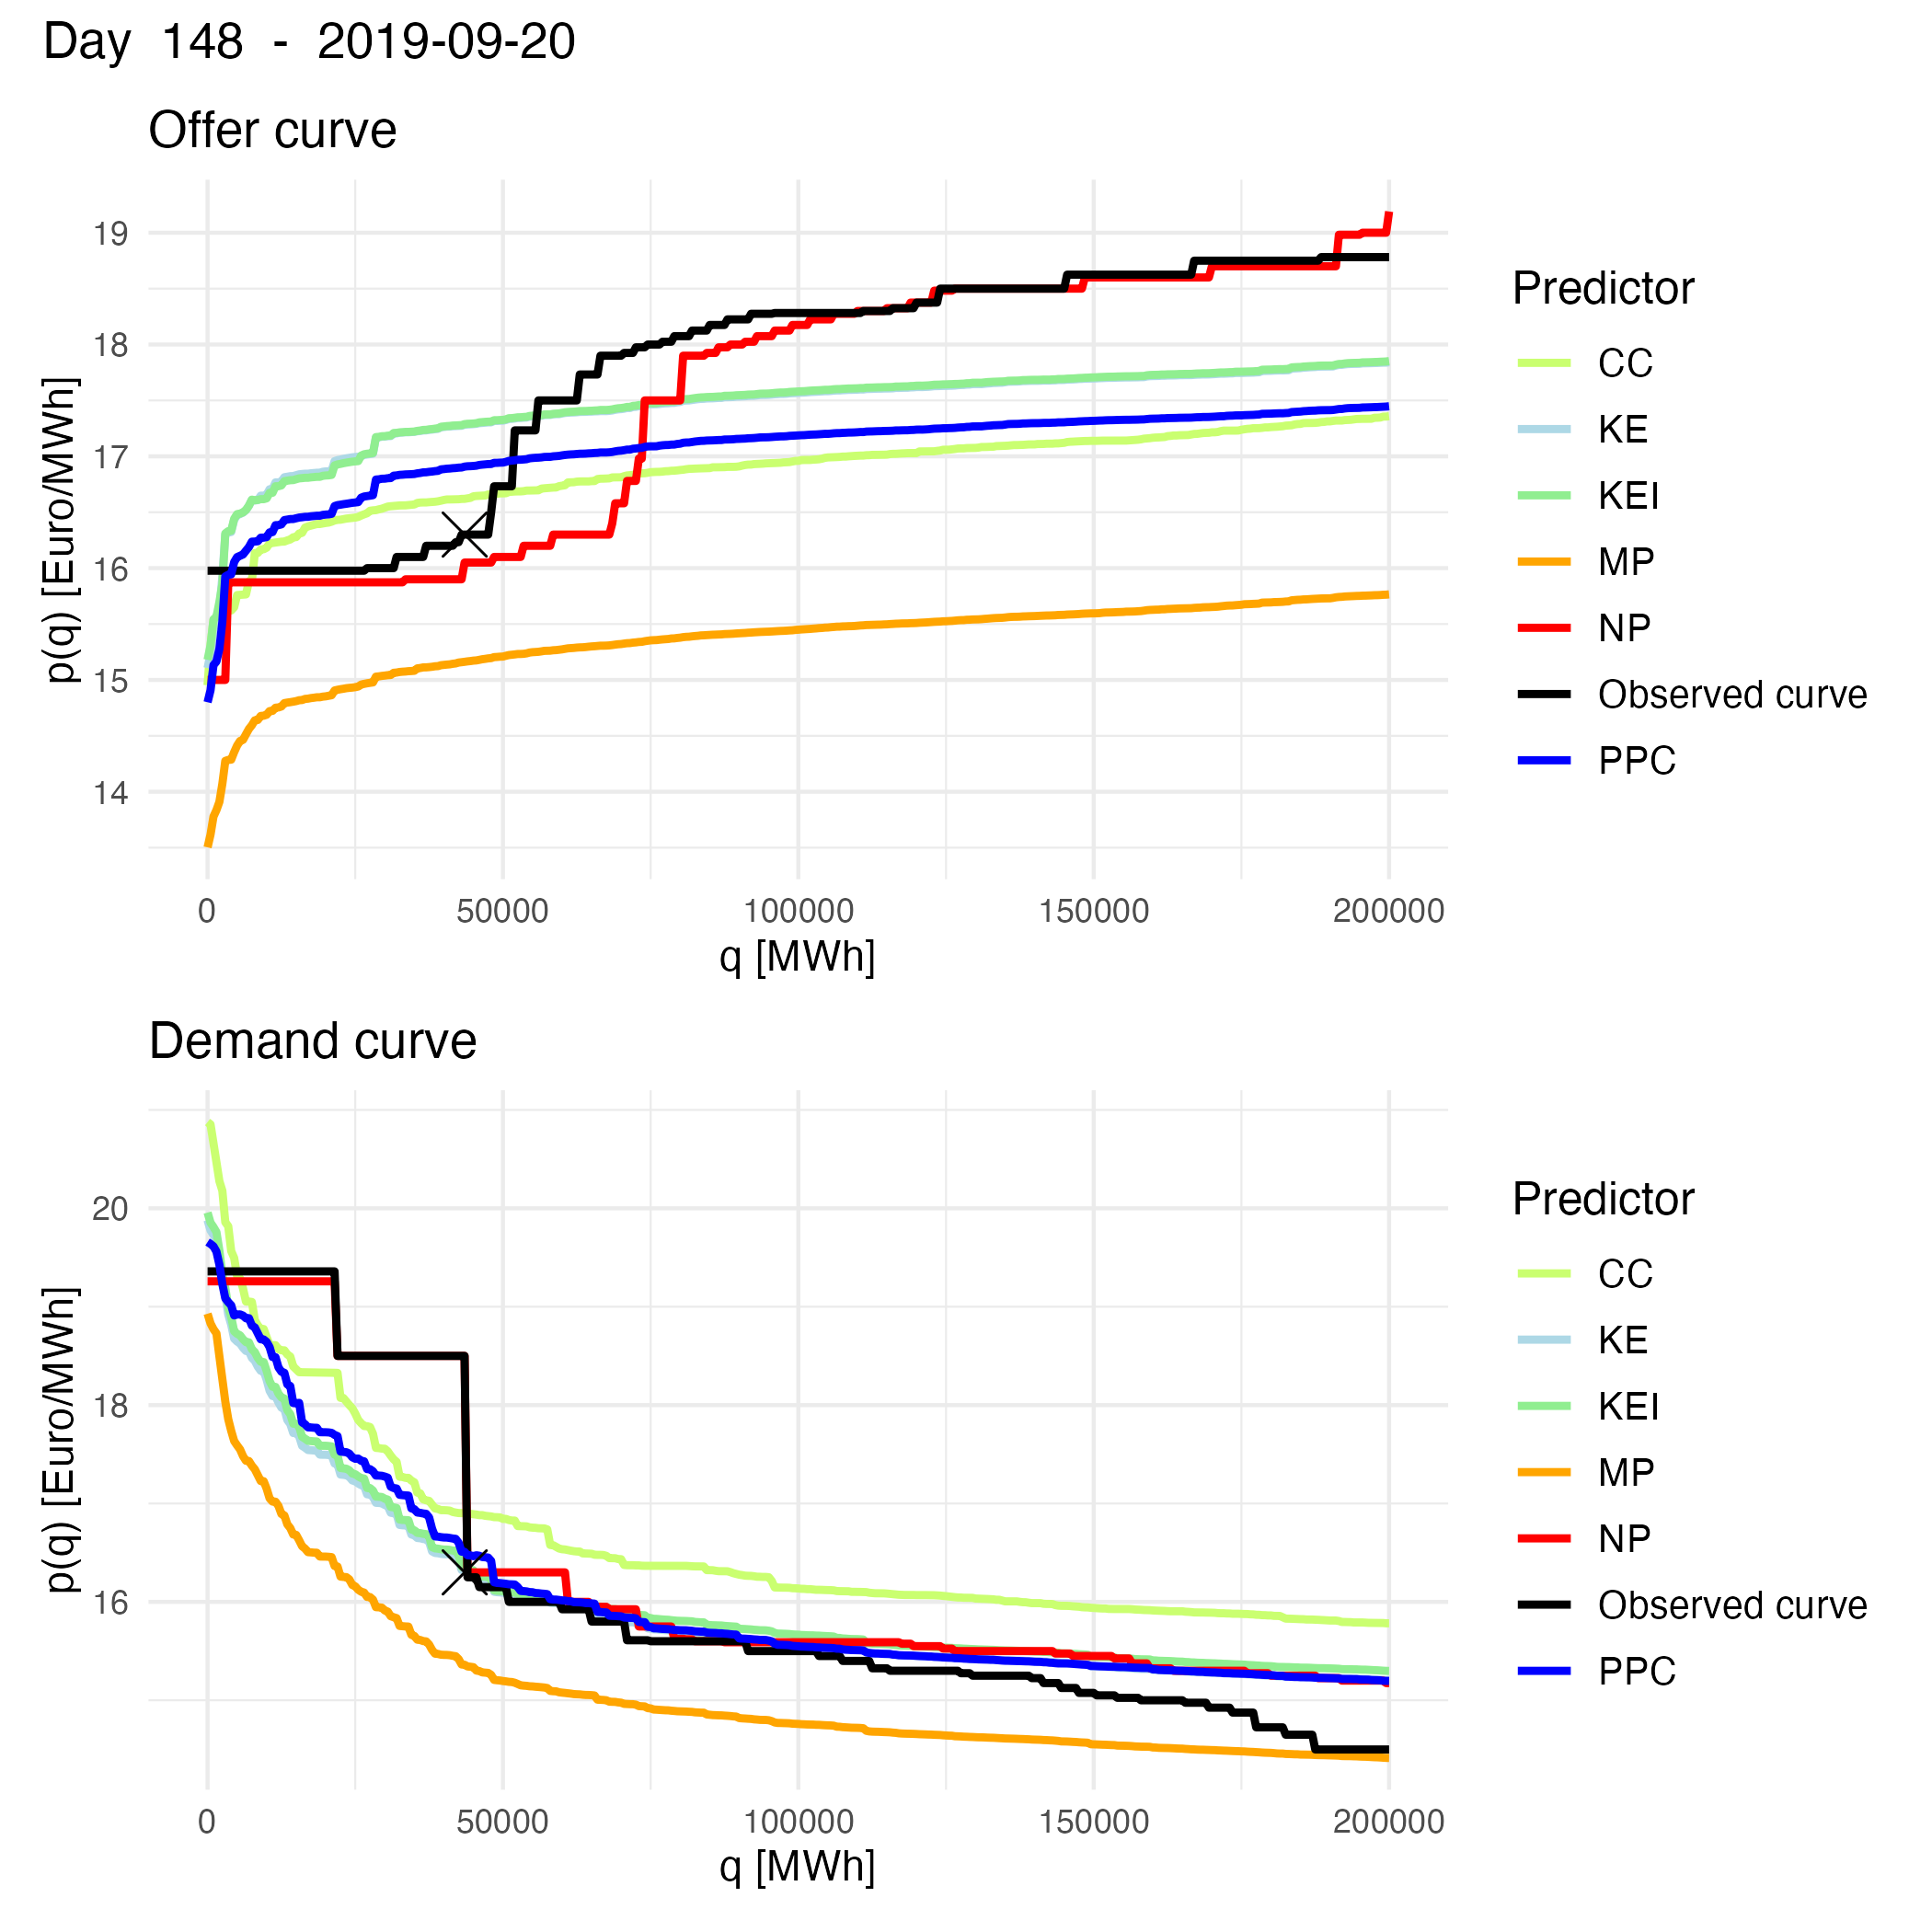 Day 148 - 2019-09-20
Offer curve
19
18
17
16
15
14
p(q) [Euro/MWh]
0 50000 100000 150000 200000
q [MWh]
Predictor
CC
KE
KEI
MP
NP
Observed curve
PPC
Demand curve
20
18
16
p(q) [Euro/MWh]
0 50000 100000 150000 200000
q [MWh]
Predictor
CC
KE
KEI
MP
NP
Observed curve
PPC